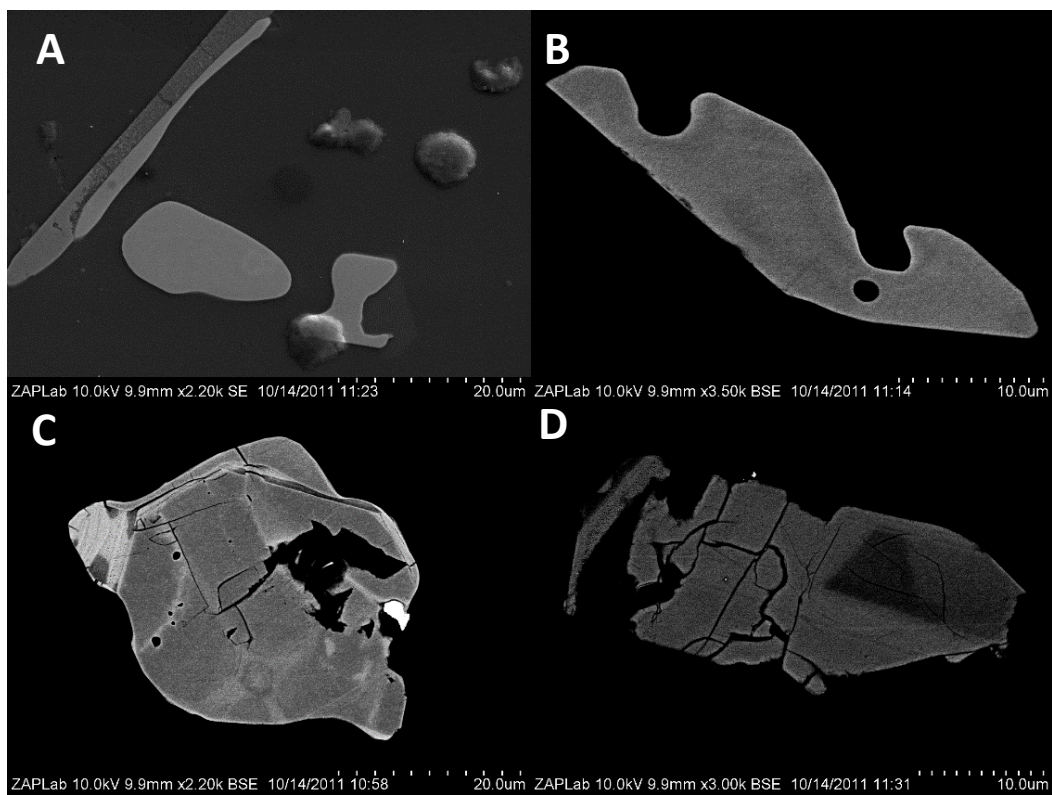 A
B
ZAPLab 10.0kV 9.9mm x2.20k SE 10/14/2011 11:23 20.0um
ZAPLab 10.0kV 9.9mm x3.50k BSE 10/14/2011 11:14 10.0um
C
D
ZAPLab 10.0kV 9.9mm x2.20k BSE 10/14/2011 10:58 20.0um
ZAPLab 10.0kV 9.9mm x3.00k BSE 10/14/2011 11:31 10.0um